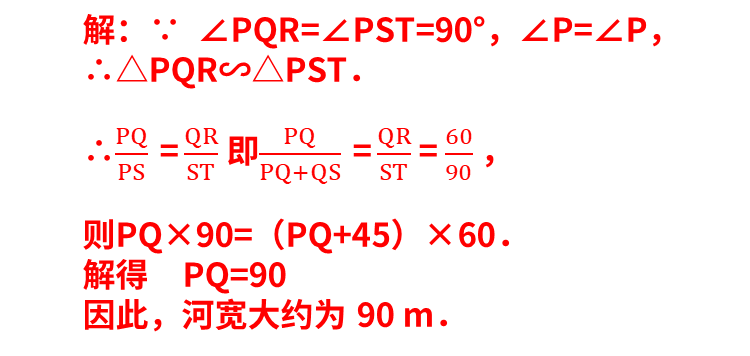 解：∵ ∠PQR=∠PST=90°，∠P=∠P，
∴△PQR∽△PST．
∴PQ/PS = QR/ST 即 PQ/(PQ+QS) = QR/ST = 60/90 ，
则PQ×90=（PQ+45）×60．
解得 PQ=90
因此，河宽大约为 90 m．